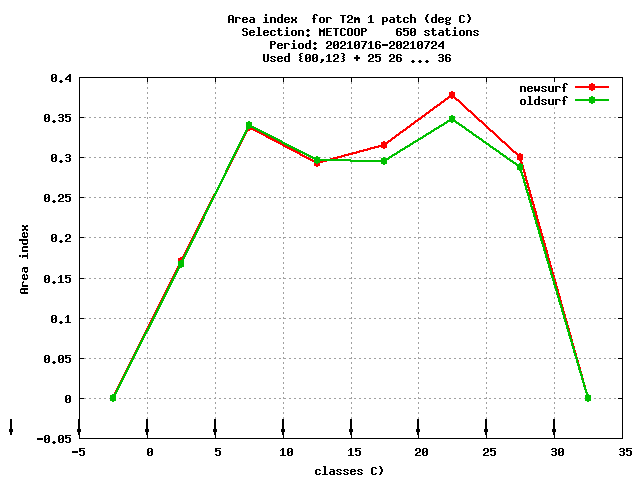 Area index  for T2m 1 patch (deg C)
Selection: METCOOP    650 stations
Period: 20210716-20210724
Used {00,12} + 25 26 ... 36
newsurf
oldsurf
0.4
0.35
0.3
0.25
0.2
0.15
0.1
0.05
0
-0.05
Area index
-5 0 5 10 15 20 25 30 35
classes C)